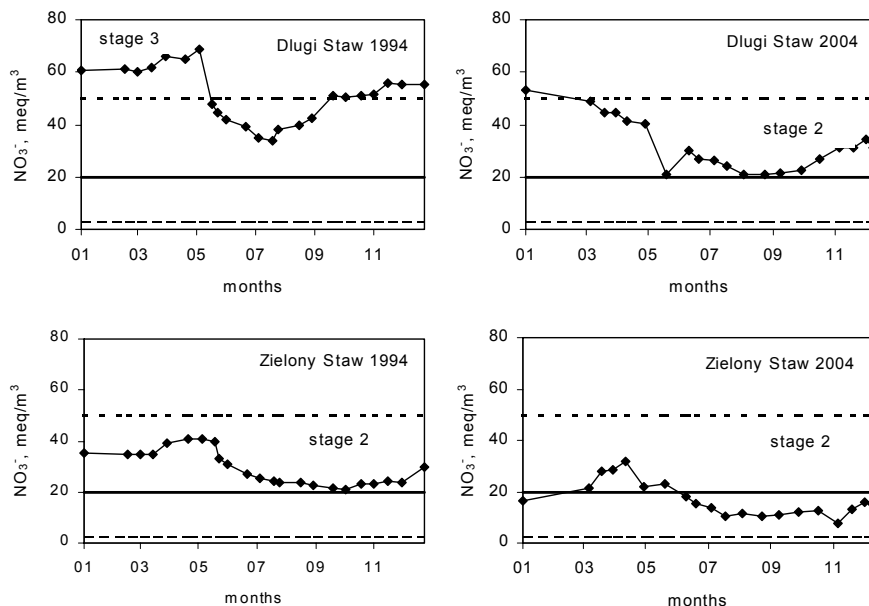 stage 3
Dlugi Staw 1994
NO₃⁻, meq/m³
80
60
40
20
0
01 03 05 07 09 11
months
Dlugi Staw 2004
stage 2
NO₃⁻, meq/m³
80
60
40
20
0
01 03 05 07 09 11
months
Zielony Staw 1994
stage 2
NO₃⁻, meq/m³
80
60
40
20
0
01 03 05 07 09 11
months
Zielony Staw 2004
stage 2
NO₃⁻, meq/m³
80
60
40
20
0
01 03 05 07 09 11
months